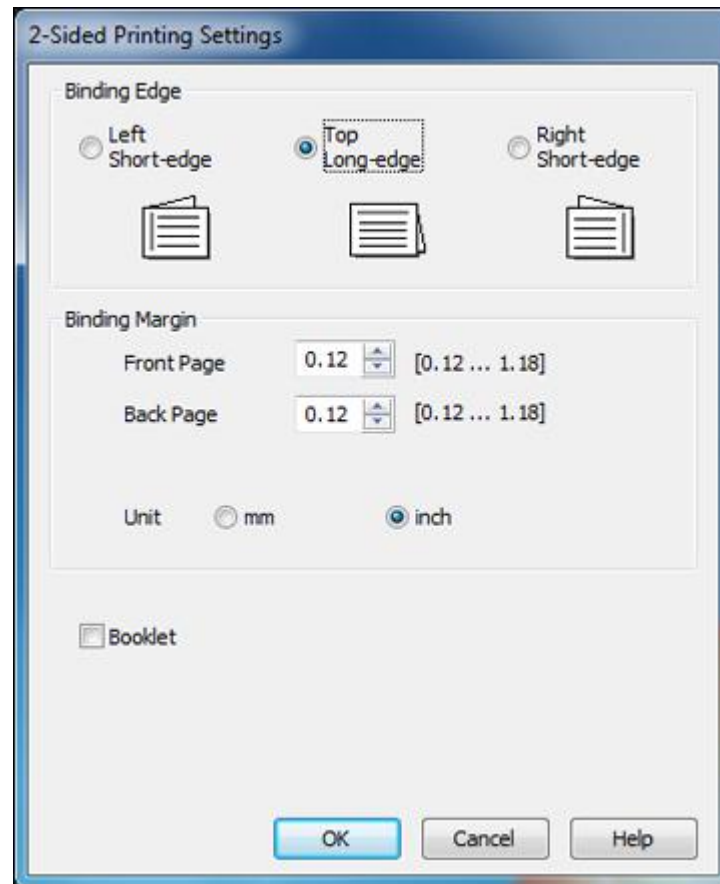 2-Sided Printing Settings
Binding Edge
Left
Short-edge
Top
Long-edge
Right
Short-edge
Binding Margin
Front Page 0.12 [0.12 ... 1.18]
Back Page 0.12 [0.12 ... 1.18]
Unit mm inch
Booklet
OK Cancel Help